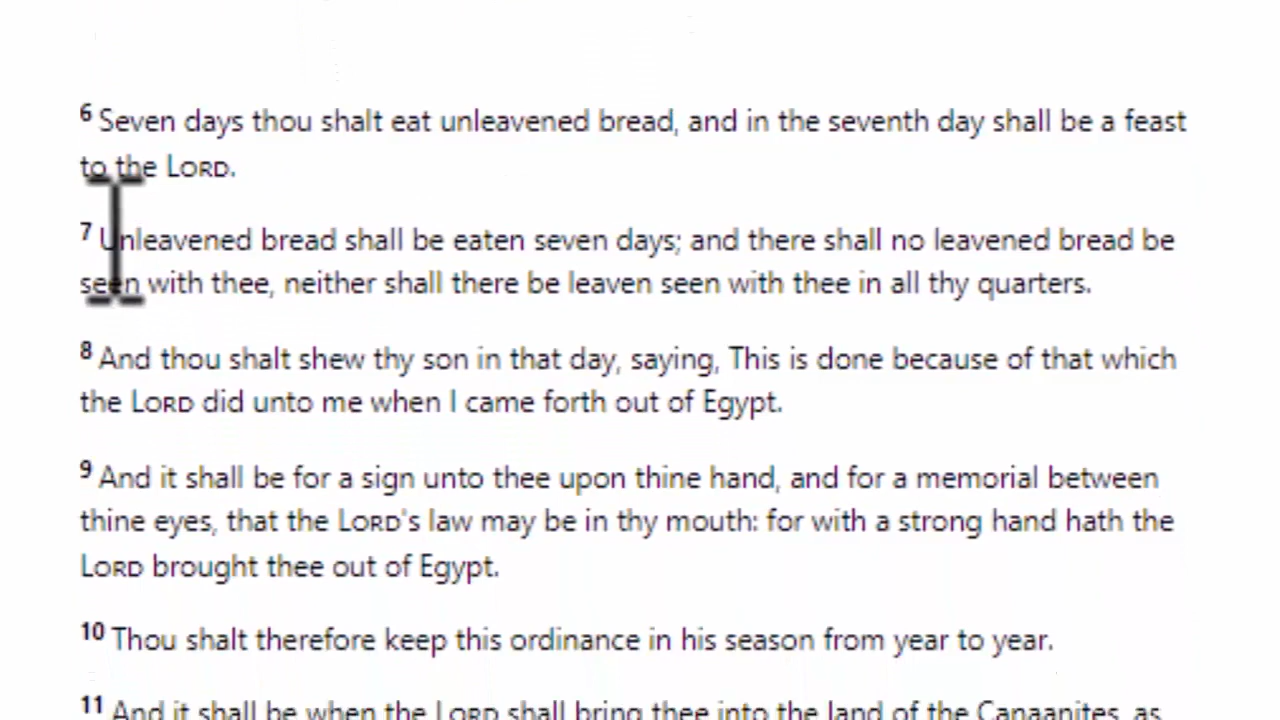 6 Seven days thou shalt eat unleavened bread, and in the seventh day shall be a feast
to the LORD.
7 Unleavened bread shall be eaten seven days; and there shall no leavened bread be
seen with thee, neither shall there be leaven seen with thee in all thy quarters.
8 And thou shalt shew thy son in that day, saying, This is done because of that which
the LORD did unto me when I came forth out of Egypt.
9 And it shall be for a sign unto thee upon thine hand, and for a memorial between
thine eyes, that the LORD's law may be in thy mouth: for with a strong hand hath the
LORD brought thee out of Egypt.
10 Thou shalt therefore keep this ordinance in his season from year to year.
11 And it shall be when the LORD shall bring thee into the land of the Canaanites, as